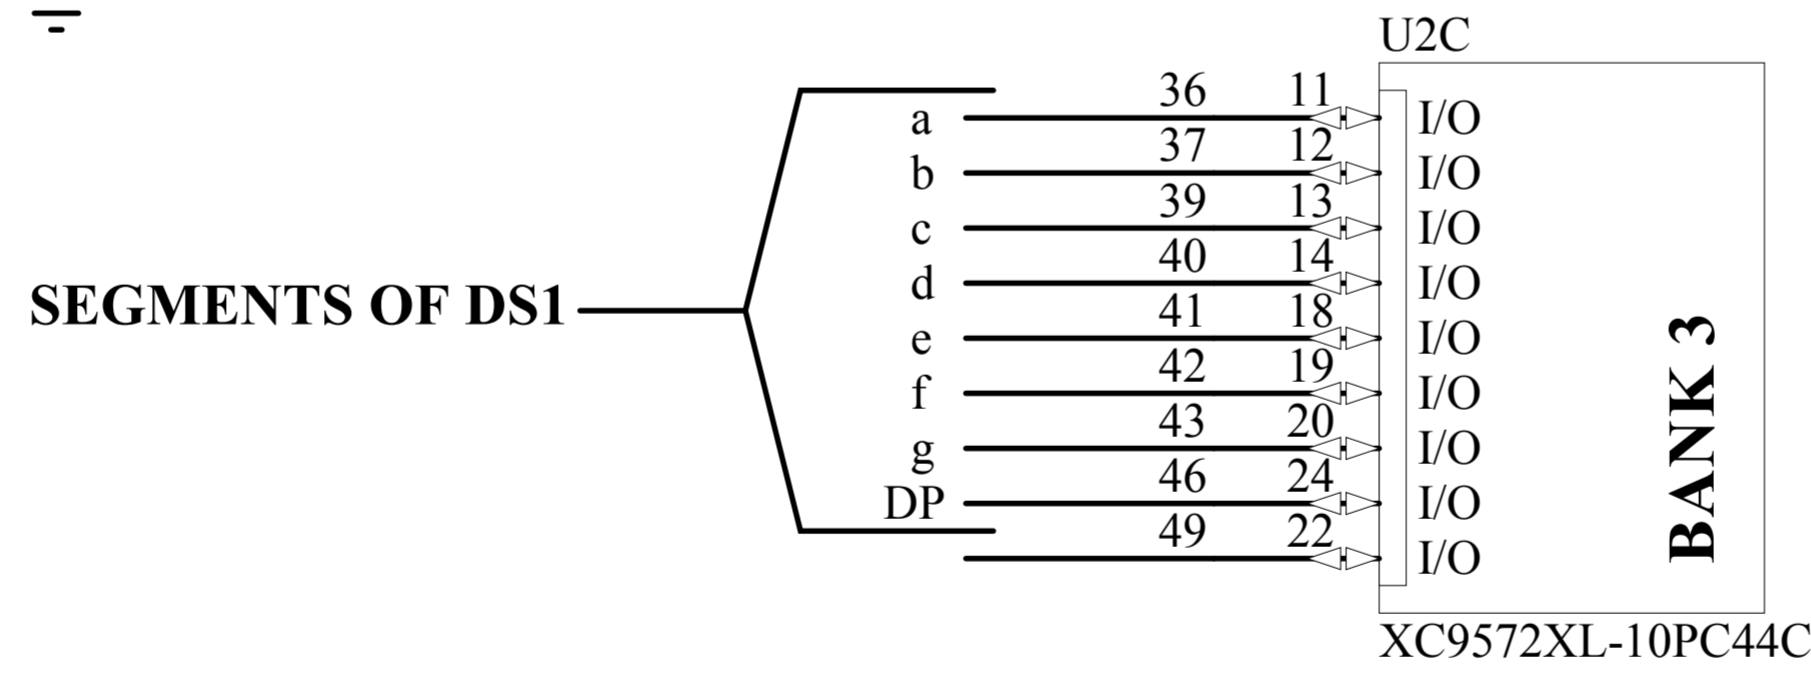 U2C
36 11
a I/O
37 12
b I/O
39 13
c I/O
40 14
d I/O
SEGMENTS OF DS1
41 18
e I/O
42 19
f I/O
43 20
g I/O
46 24
DP I/O
49 22
I/O
BANK 3
XC9572XL-10PC44C